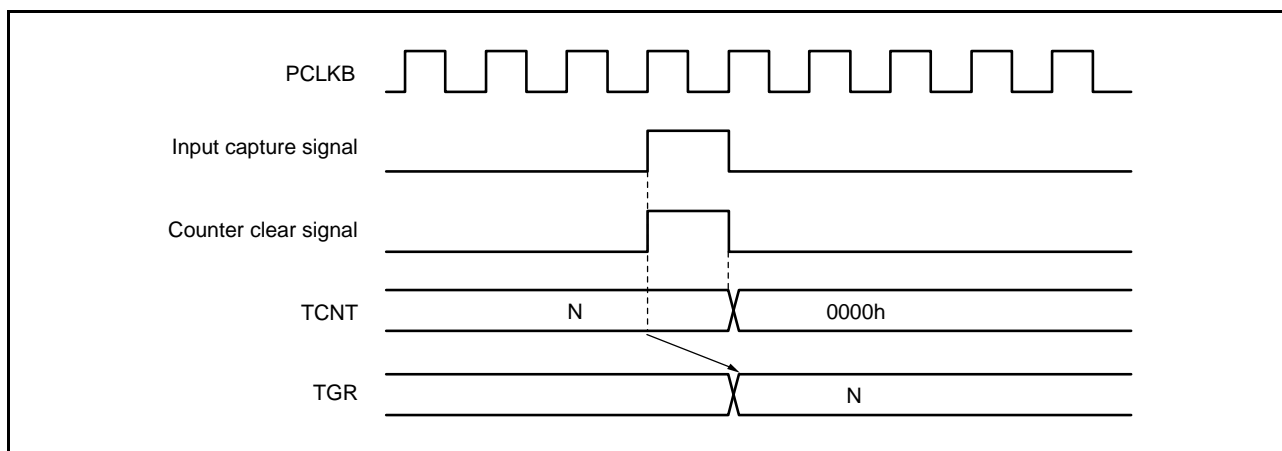 PCLKB
Input capture signal
Counter clear signal
TCNT N 0000h
TGR N